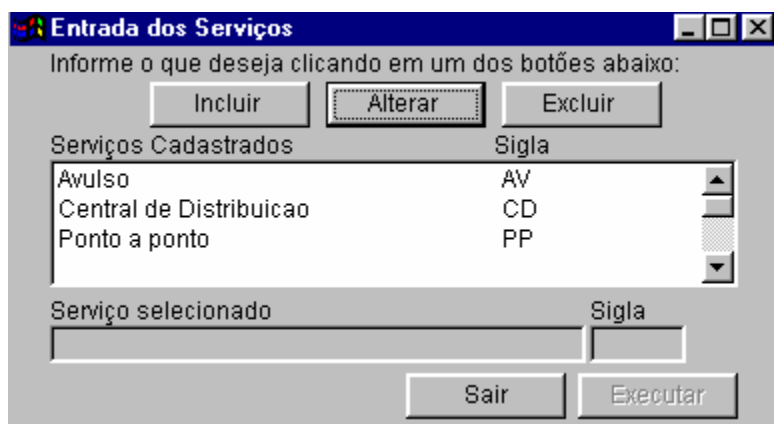 Entrada dos Serviços
Informe o que deseja clicando em um dos botões abaixo:
Incluir Alterar Excluir
Serviços Cadastrados Sigla
Avulso AV
Central de Distribuicao CD
Ponto a ponto PP
Serviço selecionado Sigla
Sair Executar